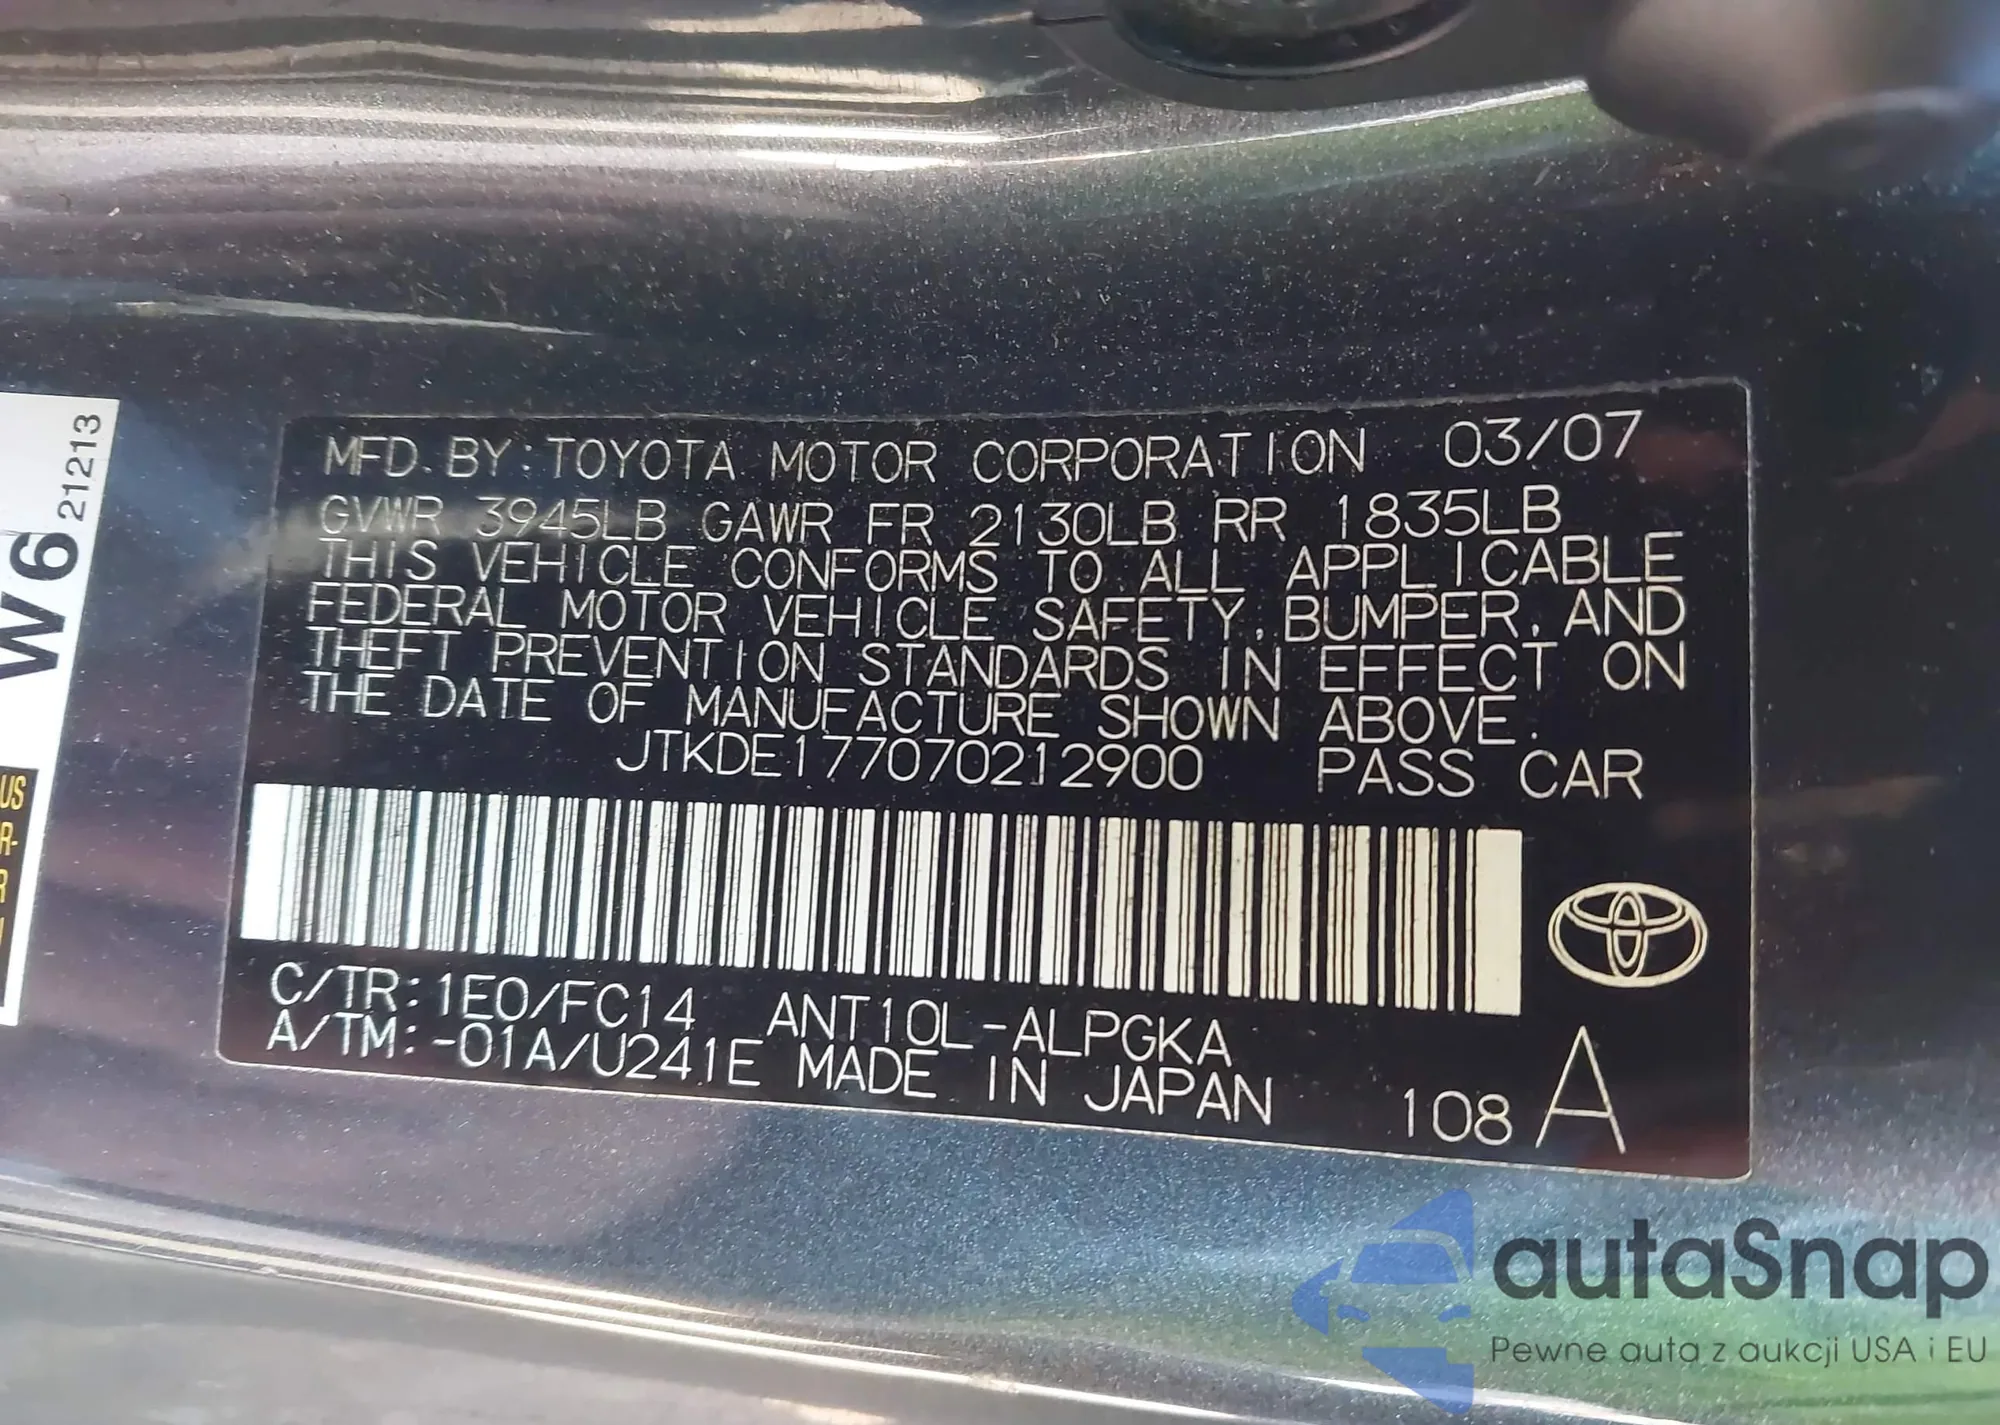 MFD. BY: TOYOTA MOTOR CORPORATION 03/07
GVWR 3945LB GAWR FR 2130LB RR 1835LB
THIS VEHICLE CONFORMS TO ALL APPLICABLE
FEDERAL MOTOR VEHICLE SAFETY, BUMPER, AND
THEFT PREVENTION STANDARDS IN EFFECT ON
THE DATE OF MANUFACTURE SHOWN ABOVE.
JTKDE177070212900 PASS CAR
C/TR: 1E0/FC14 ANT10L-ALPGKA
A/TM: -01A/U241E MADE IN JAPAN
108 A
W6 21213
US
R-
R
autaSnap
Pewne auta z aukcji USA i EU